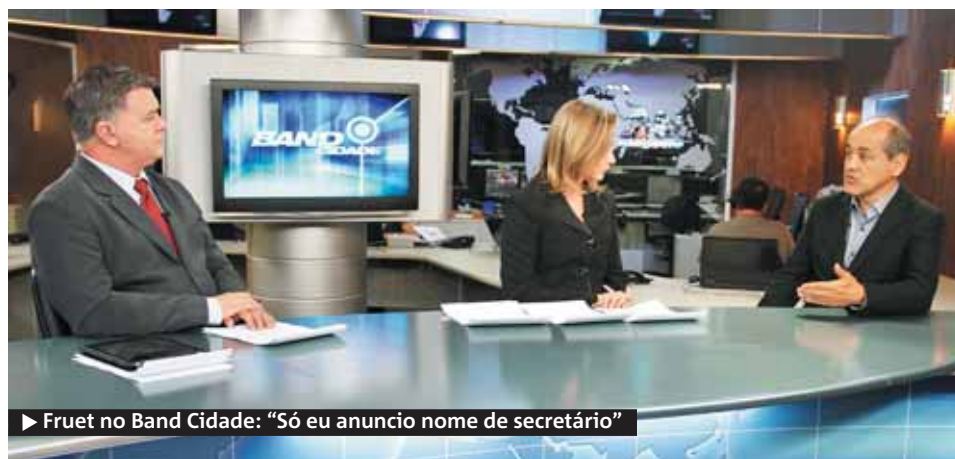 BAND
CIDADE
▶ Fruet no Band Cidade: “Só eu anuncio nome de secretário”